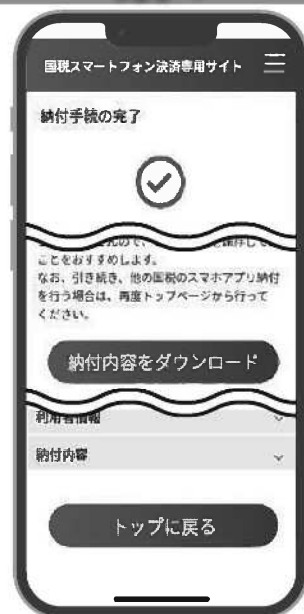 国税スマートフォン決済専用サイト
納付手続の完了
ことをおすすめします。
なお、引き続き、他の国税のスマホアプリ納付
を行う場合は、再度トップページから行って
ください。
納付内容をダウンロード
利用者情報
納付内容
トップに戻る